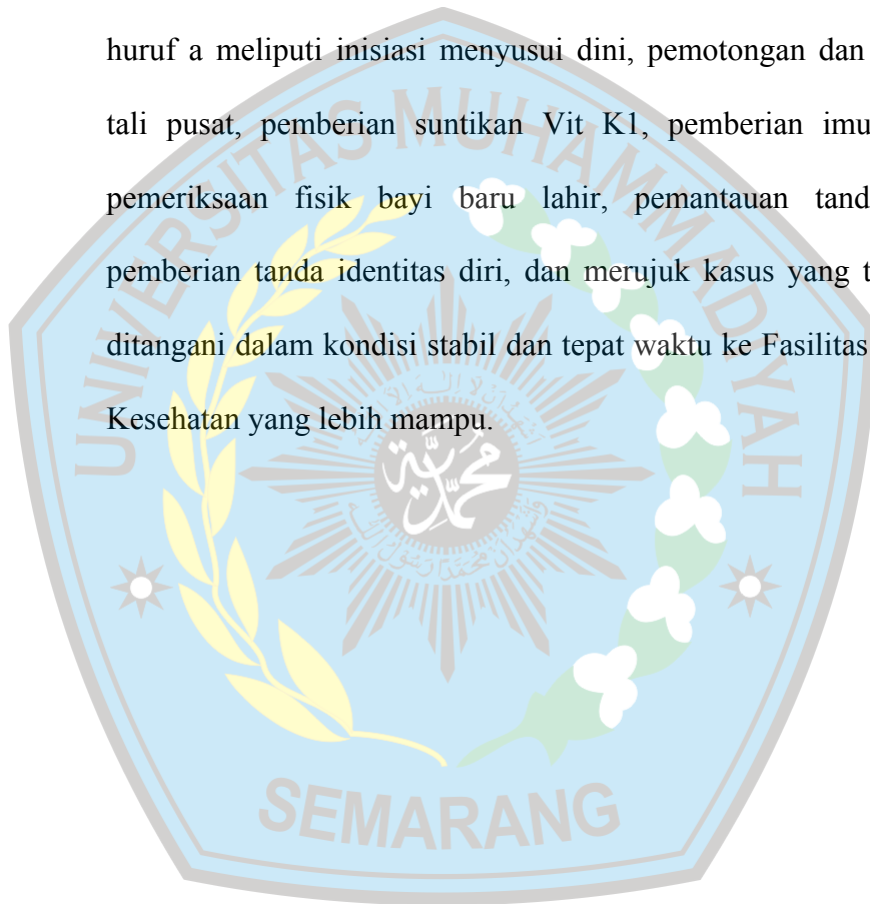 huruf a meliputi inisiasi menyusui dini, pemotongan dan
tali pusat, pemberian suntikan Vit K1, pemberian imu
pemeriksaan fisik bayi baru lahir, pemantauan tand
pemberian tanda identitas diri, dan merujuk kasus yang t
ditangani dalam kondisi stabil dan tepat waktu ke Fasilitas
Kesehatan yang lebih mampu.
UNIVERSITAS MUHAMMADIYAH
SEMARANG